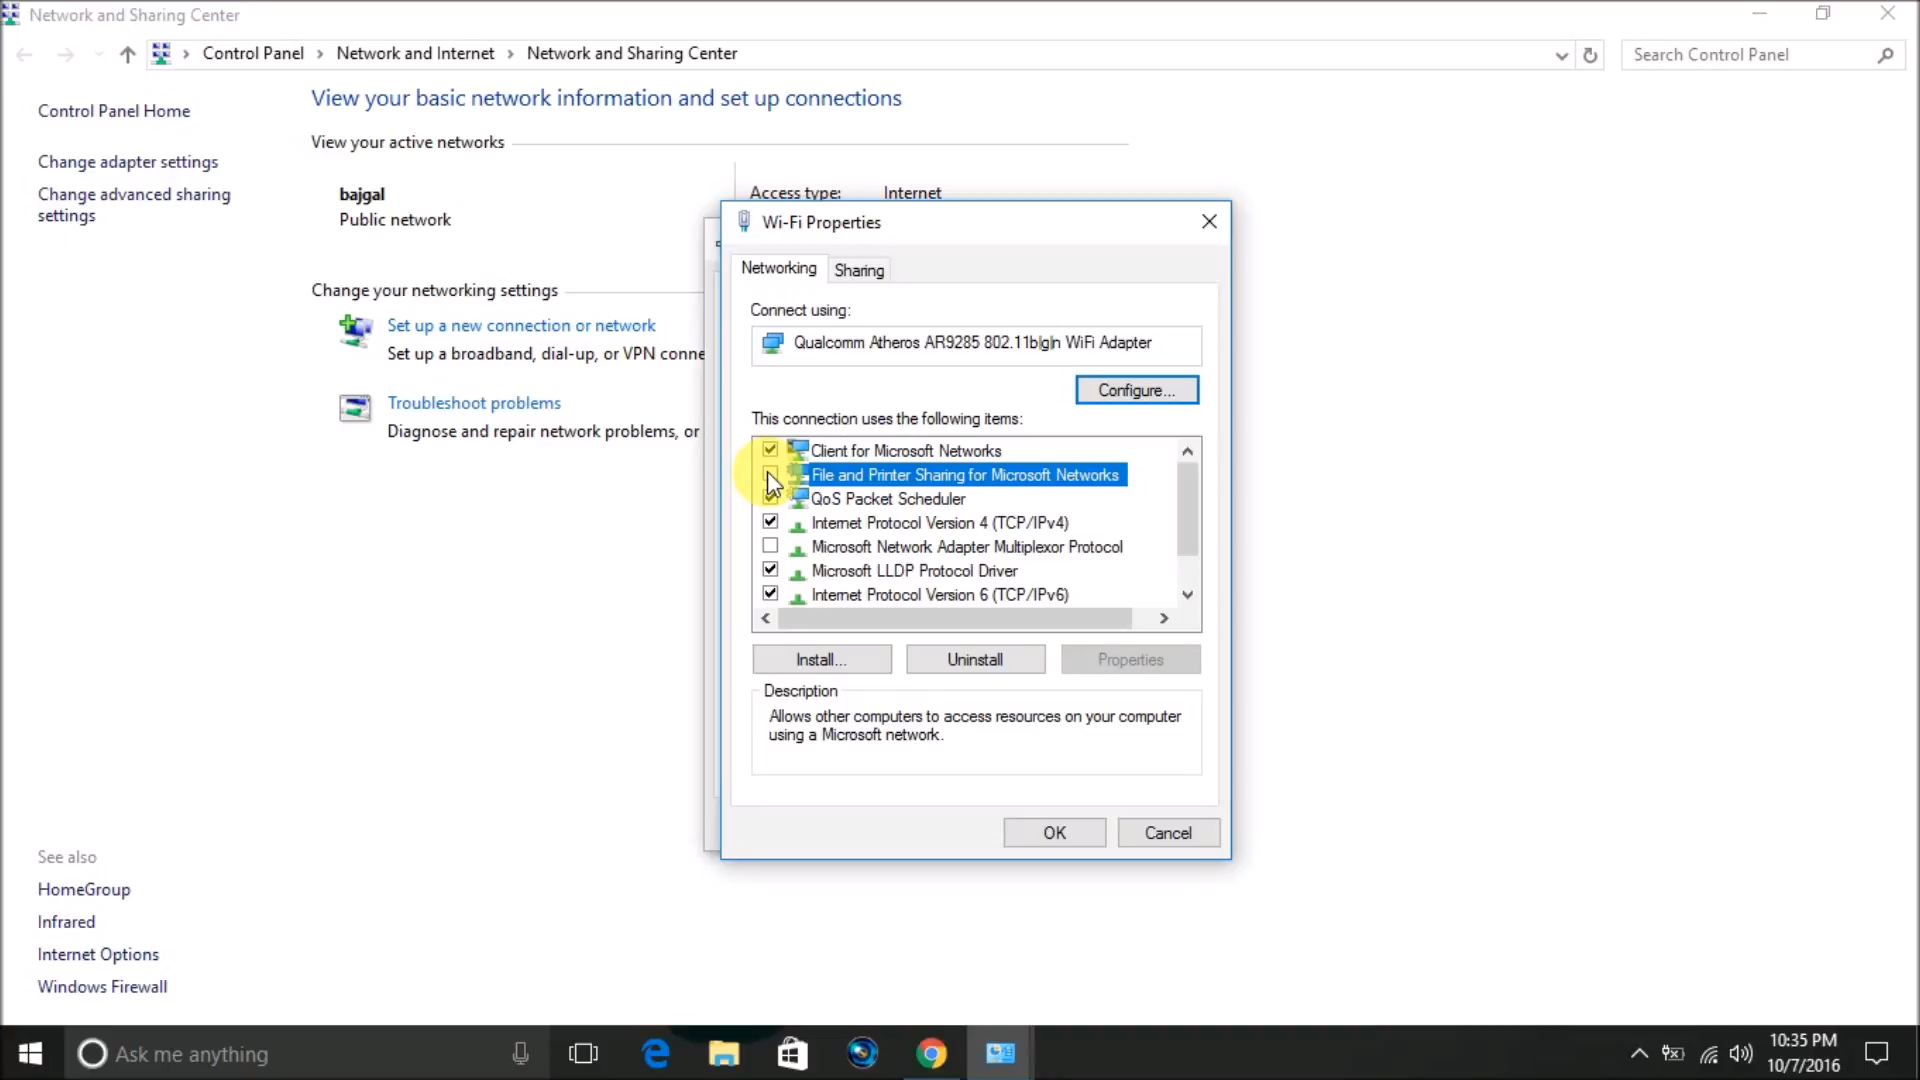 Network and Sharing Center
Control Panel > Network and Internet > Network and Sharing Center
Search Control Panel
Control Panel Home
Change adapter settings
Change advanced sharing
settings
View your basic network information and set up connections
View your active networks
bajgal
Public network
Access type:
Internet
Change your networking settings
Set up a new connection or network
Set up a broadband, dial-up, or VPN conne
Troubleshoot problems
Diagnose and repair network problems, or
Wi-Fi Properties
Networking
Sharing
Connect using:
Qualcomm Atheros AR9285 802.11b|g|n WiFi Adapter
Configure...
This connection uses the following items:
Client for Microsoft Networks
File and Printer Sharing for Microsoft Networks
QoS Packet Scheduler
Internet Protocol Version 4 (TCP/IPv4)
Microsoft Network Adapter Multiplexor Protocol
Microsoft LLDP Protocol Driver
Internet Protocol Version 6 (TCP/IPv6)
Install...
Uninstall
Properties
Description
Allows other computers to access resources on your computer
using a Microsoft network.
OK
Cancel
See also
HomeGroup
Infrared
Internet Options
Windows Firewall
Ask me anything
10:35 PM
10/7/2016